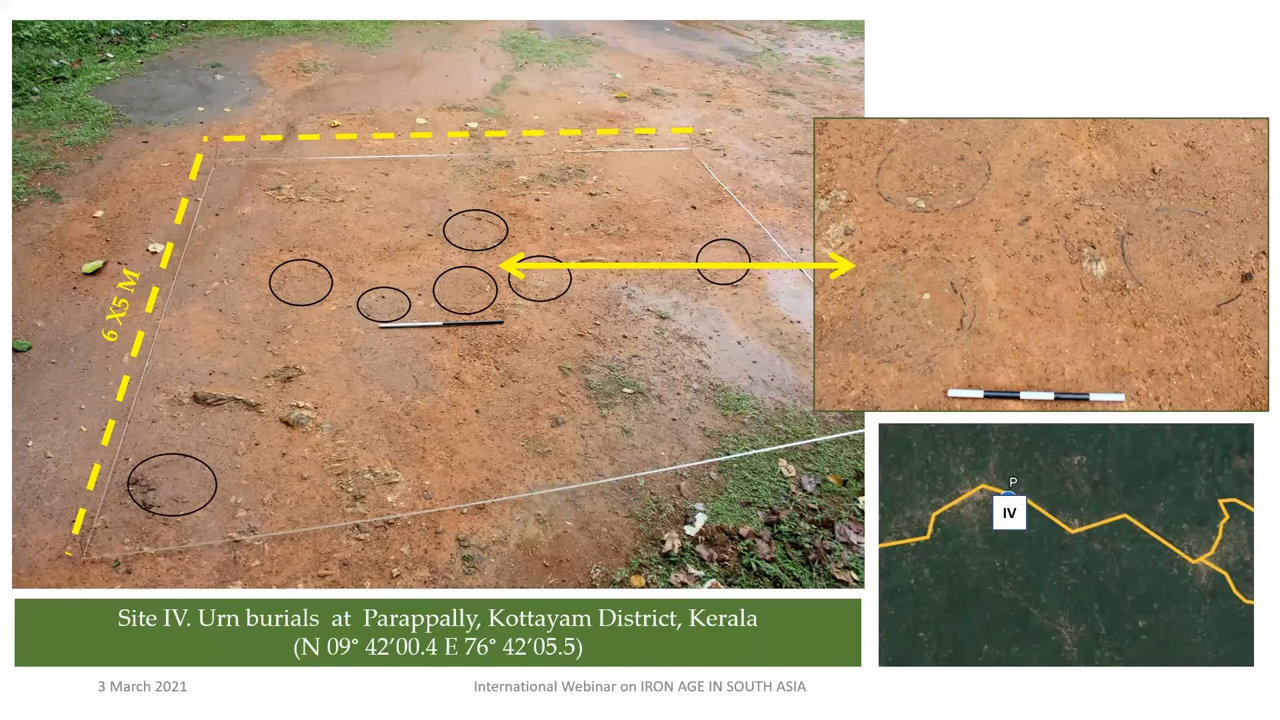 6 X5 M
P
IV
Site IV. Urn burials at Parappally, Kottayam District, Kerala
(N 09° 42’00.4 E 76° 42’05.5)
3 March 2021
International Webinar on IRON AGE IN SOUTH ASIA